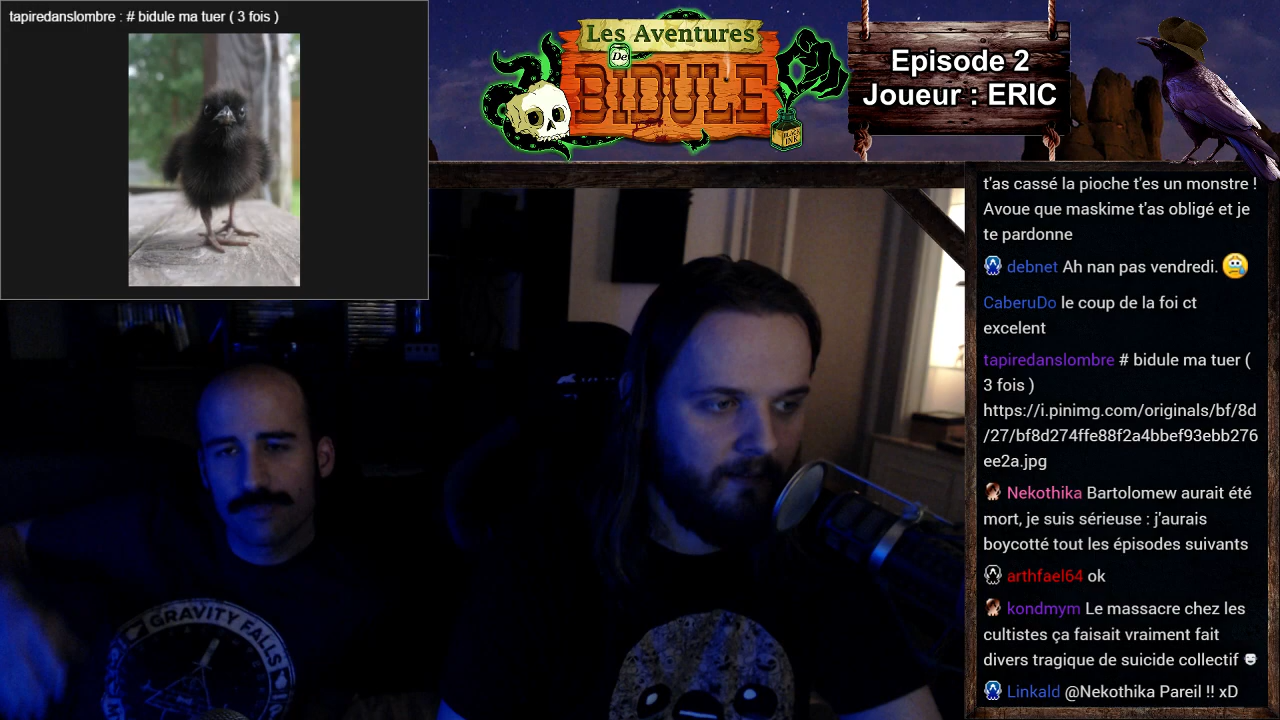 tapiredanslombre : # bidule ma tuer ( 3 fois )
Les Aventures
De
BIDULE
BLACK
INK
Episode 2
Joueur : ERIC
t'as cassé la pioche t'es un monstre !
Avoue que maskime t'as obligé et je
te pardonne
debnet Ah nan pas vendredi.
CaberuDo le coup de la foi ct
excelent
tapiredanslombre # bidule ma tuer (
3 fois )
https://i.pinimg.com/originals/bf/8d
/27/bf8d274ffe88f2a4bbef93ebb276
ee2a.jpg
Nekothika Bartolomew aurait été
mort, je suis sérieuse : j'aurais
boycotté tout les épisodes suivants
arthfael64 ok
kondmym Le massacre chez les
cultistes ça faisait vraiment fait
divers tragique de suicide collectif
Linkald @Nekothika Pareil !! xD
GRAVITY FALLS